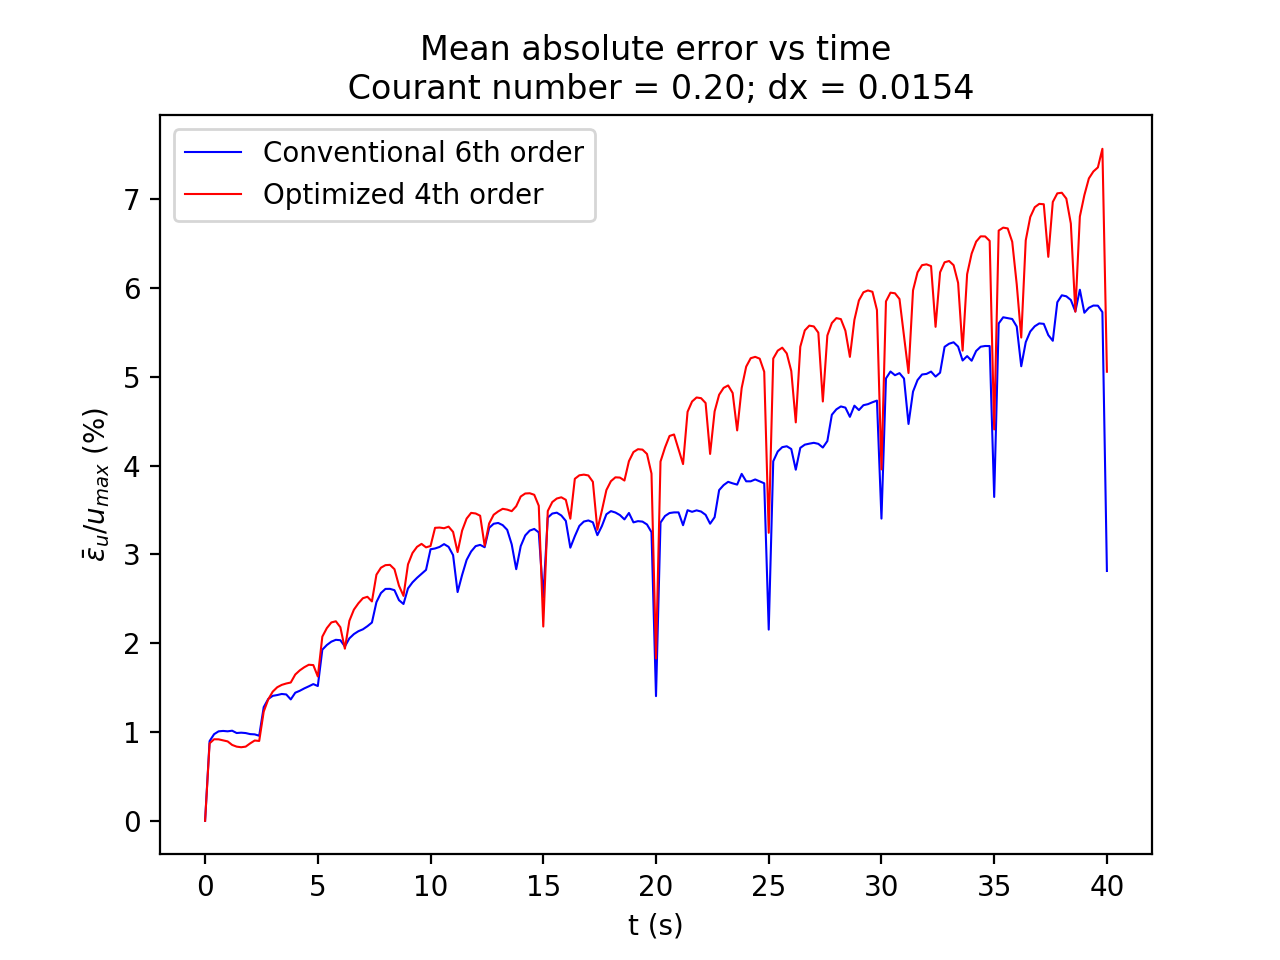 Mean absolute error vs time
Courant number = 0.20; dx = 0.0154
Conventional 6th order
Optimized 4th order
7
6
5
4
3
2
1
0
ε̄ᵤ/uₘₐₓ (%)
0 5 10 15 20 25 30 35 40
t (s)